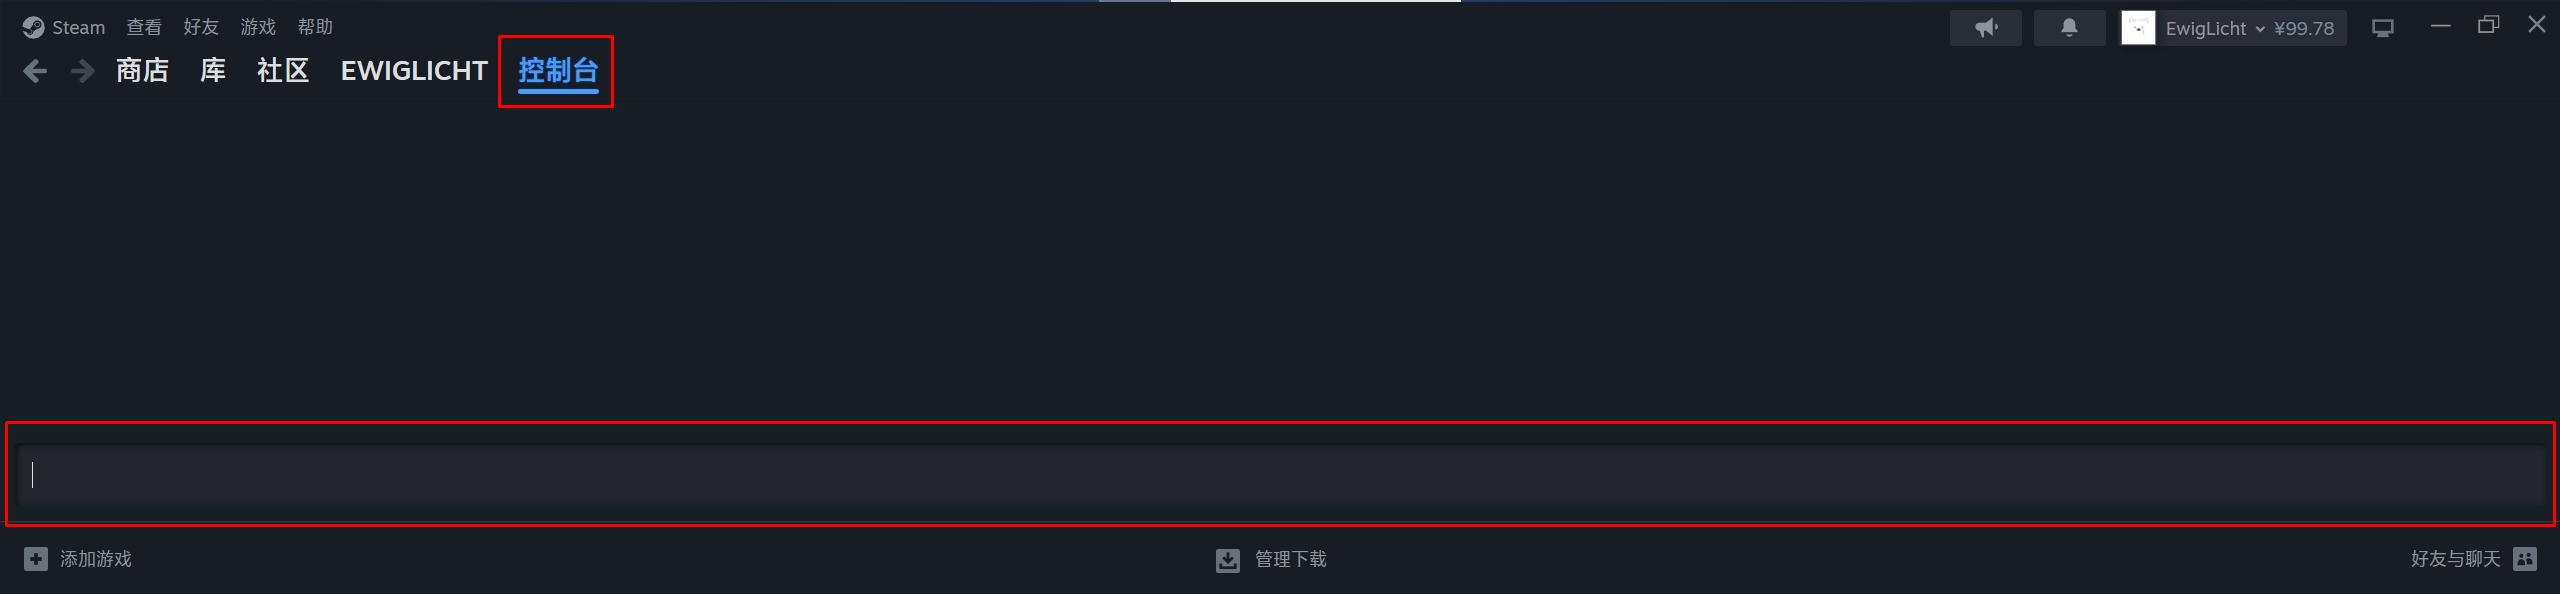 Steam 查看 好友 游戏 帮助 EwigLicht ¥99.78
商店 库 社区 EWIGLICHT 控制台
添加游戏 管理下载 好友与聊天